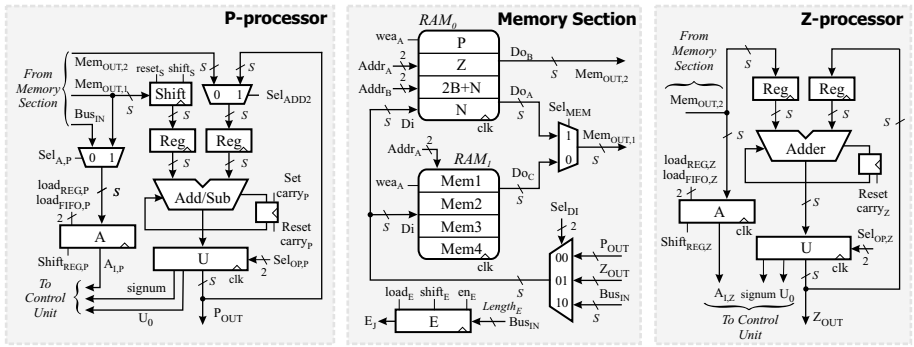 P-processor
Mem_OUT,2
From
Memory
Section
Mem_OUT,1
Bus_IN
reset_S shift_S
S S
S
Shift
0 1
Sel_ADD2
S S
Reg
Reg
S S
Sel_A,P
0 1
S
load_REG,P
load_FIFO,P
2
A
Shift_REG,P
A_I,P
Add/Sub
Set
carry_P
Reset
carry_P
U
clk
Sel_OP,P
2
To
Control
Unit
signum
U_0
S
P_OUT
Memory Section
RAM_0
wea_A
Addr_A
2
Addr_B
2
S
Di
P
Z
2B+N
N
clk
Do_B
S
Mem_OUT,2
Do_A
S
Sel_MEM
1
0
Mem_OUT,1
S
Addr_A
2
RAM_1
wea_A
S
Di
Mem1
Mem2
Mem3
Mem4
clk
Do_C
S
Sel_DI
2
00
01
10
S
P_OUT
Z_OUT
Bus_IN
S
load_E shift_E en_E
E_J
E
Length_E
Bus_IN
Z-processor
From
Memory
Section
Mem_OUT,2
S S
Reg
Reg
S
S S
Adder
load_REG,Z
load_FIFO,Z
2
A
Shift_REG,Z
Reset
carry_Z
S
U
clk
Sel_OP,Z
2
A_I,Z
signum U_0
S
To Control
Unit
Z_OUT